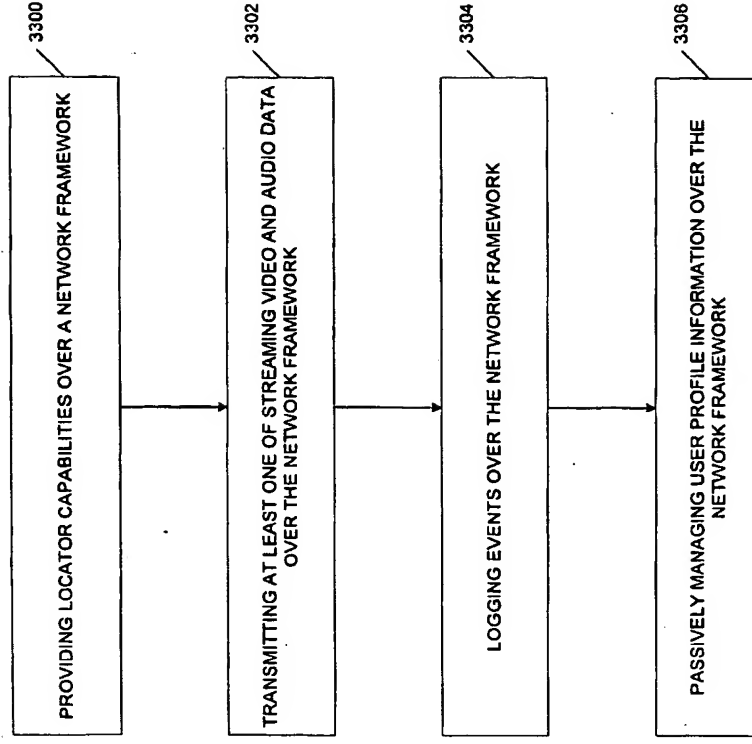 3300
PROVIDING LOCATOR CAPABILITIES OVER A NETWORK FRAMEWORK
3302
TRANSMITTING AT LEAST ONE OF STREAMING VIDEO AND AUDIO DATA
OVER THE NETWORK FRAMEWORK
3304
LOGGING EVENTS OVER THE NETWORK FRAMEWORK
3306
PASSIVELY MANAGING USER PROFILE INFORMATION OVER THE
NETWORK FRAMEWORK